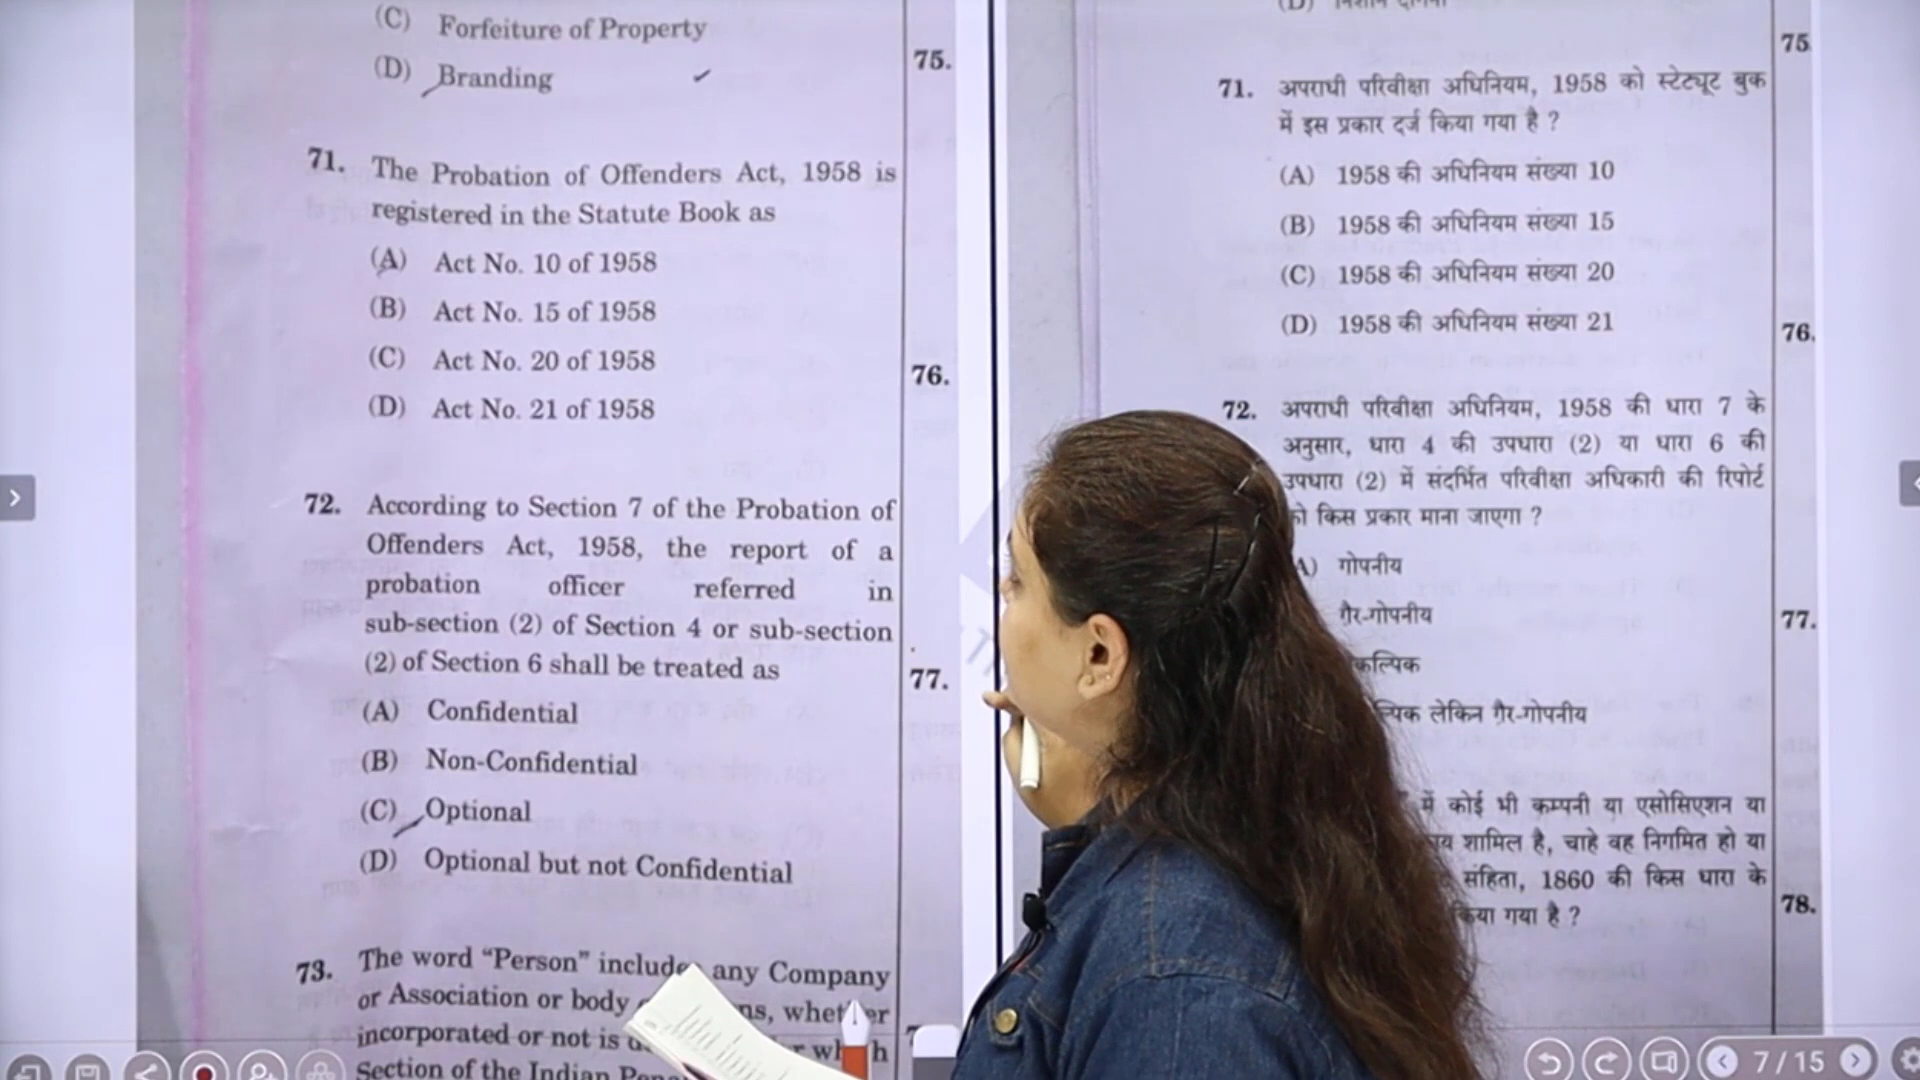 (C) Forfeiture of Property
(D) Branding
75.
71. The Probation of Offenders Act, 1958 is
registered in the Statute Book as
(A) Act No. 10 of 1958
(B) Act No. 15 of 1958
(C) Act No. 20 of 1958
(D) Act No. 21 of 1958
76.
72. According to Section 7 of the Probation of
Offenders Act, 1958, the report of a
probation officer referred in
sub-section (2) of Section 4 or sub-section
(2) of Section 6 shall be treated as
77.
(A) Confidential
(B) Non-Confidential
(C) Optional
(D) Optional but not Confidential
73. The word “Person” includes any Company
or Association or body
incorporated or not is
Section of the Indian
75
71. अपराधी परिवीक्षा अधिनियम, 1958 को स्टेट्यूट बुक
में इस प्रकार दर्ज किया गया है ?
(A) 1958 की अधिनियम संख्या 10
(B) 1958 की अधिनियम संख्या 15
(C) 1958 की अधिनियम संख्या 20
(D) 1958 की अधिनियम संख्या 21
76.
72. अपराधी परिवीक्षा अधिनियम, 1958 की धारा 7 के
अनुसार, धारा 4 की उपधारा (2) या धारा 6 की
उपधारा (2) में संदर्भित परिवीक्षा अधिकारी की रिपोर्ट
किस प्रकार माना जाएगा ?
गोपनीय
ग़ैर-गोपनीय
77.
लेकिन ग़ैर-गोपनीय
में कोई भी कम्पनी या एसोसिएशन या
शामिल है, चाहे वह निगमित हो या
संहिता, 1860 की किस धारा के
किया गया है ?
78.
7/15